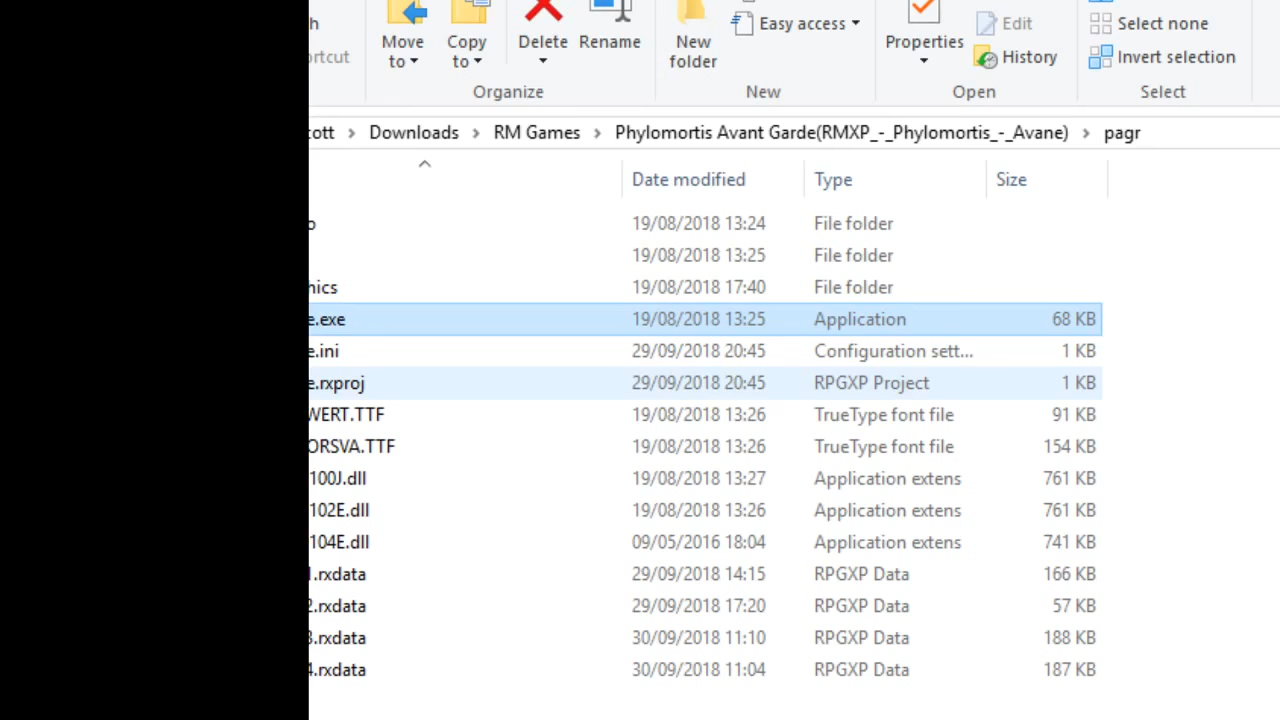 h Move to Copy to Delete Rename New folder Easy access Properties Edit History Select none Invert selection
ortcut
Organize New Open Select
cott > Downloads > RM Games > Phylomortis Avant Garde(RMXP_-_Phylomortis_-_Avane) > pagr
Date modified Type Size
o 19/08/2018 13:24 File folder
19/08/2018 13:25 File folder
hics 19/08/2018 17:40 File folder
e.exe 19/08/2018 13:25 Application 68 KB
e.ini 29/09/2018 20:45 Configuration sett... 1 KB
e.rxproj 29/09/2018 20:45 RPGXP Project 1 KB
WERT.TTF 19/08/2018 13:26 TrueType font file 91 KB
ORSVA.TTF 19/08/2018 13:26 TrueType font file 154 KB
100J.dll 19/08/2018 13:27 Application extens 761 KB
102E.dll 19/08/2018 13:26 Application extens 761 KB
104E.dll 09/05/2016 18:04 Application extens 741 KB
1.rxdata 29/09/2018 14:15 RPGXP Data 166 KB
2.rxdata 29/09/2018 17:20 RPGXP Data 57 KB
3.rxdata 30/09/2018 11:10 RPGXP Data 188 KB
4.rxdata 30/09/2018 11:04 RPGXP Data 187 KB